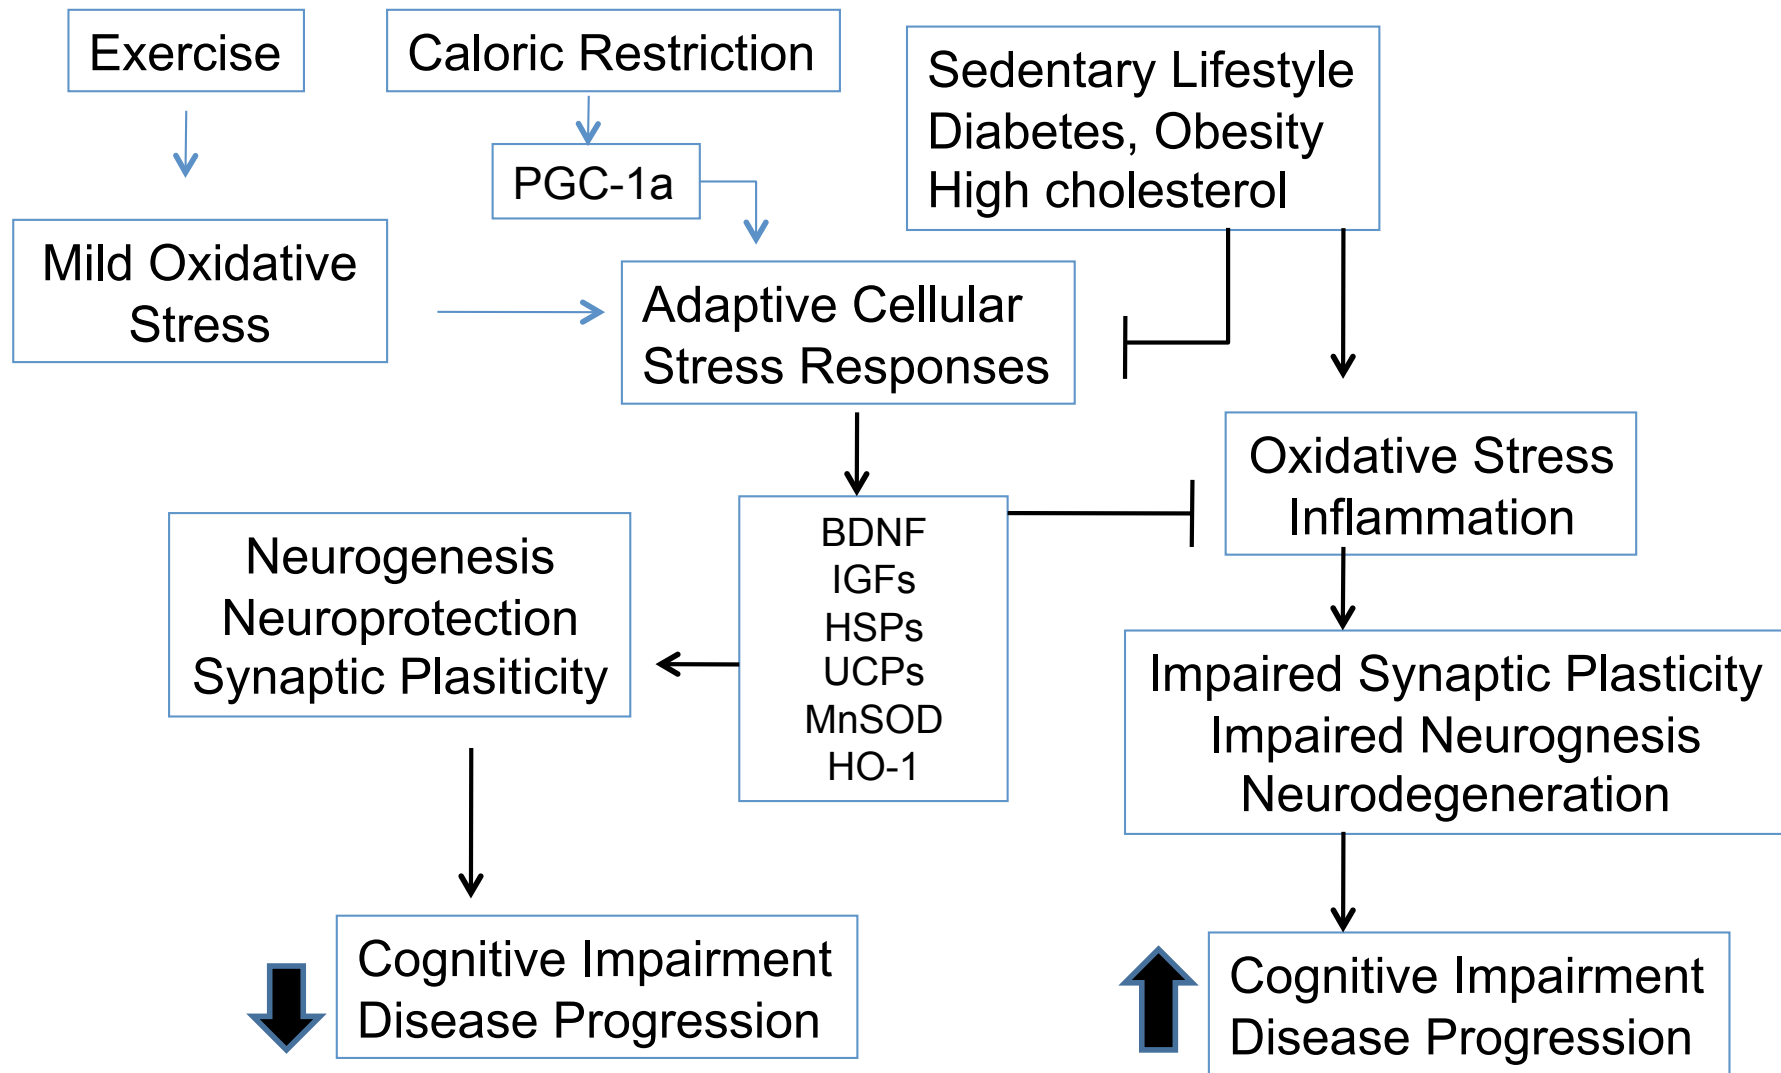 Exercise
Caloric Restriction
Sedentary Lifestyle
Diabetes, Obesity
High cholesterol
PGC-1a
Mild Oxidative
Stress
Adaptive Cellular
Stress Responses
Oxidative Stress
Inflammation
BDNF
IGFs
HSPs
UCPs
MnSOD
HO-1
Neurogenesis
Neuroprotection
Synaptic Plasiticity
Impaired Synaptic Plasticity
Impaired Neurognesis
Neurodegeneration
Cognitive Impairment
Disease Progression
Cognitive Impairment
Disease Progression